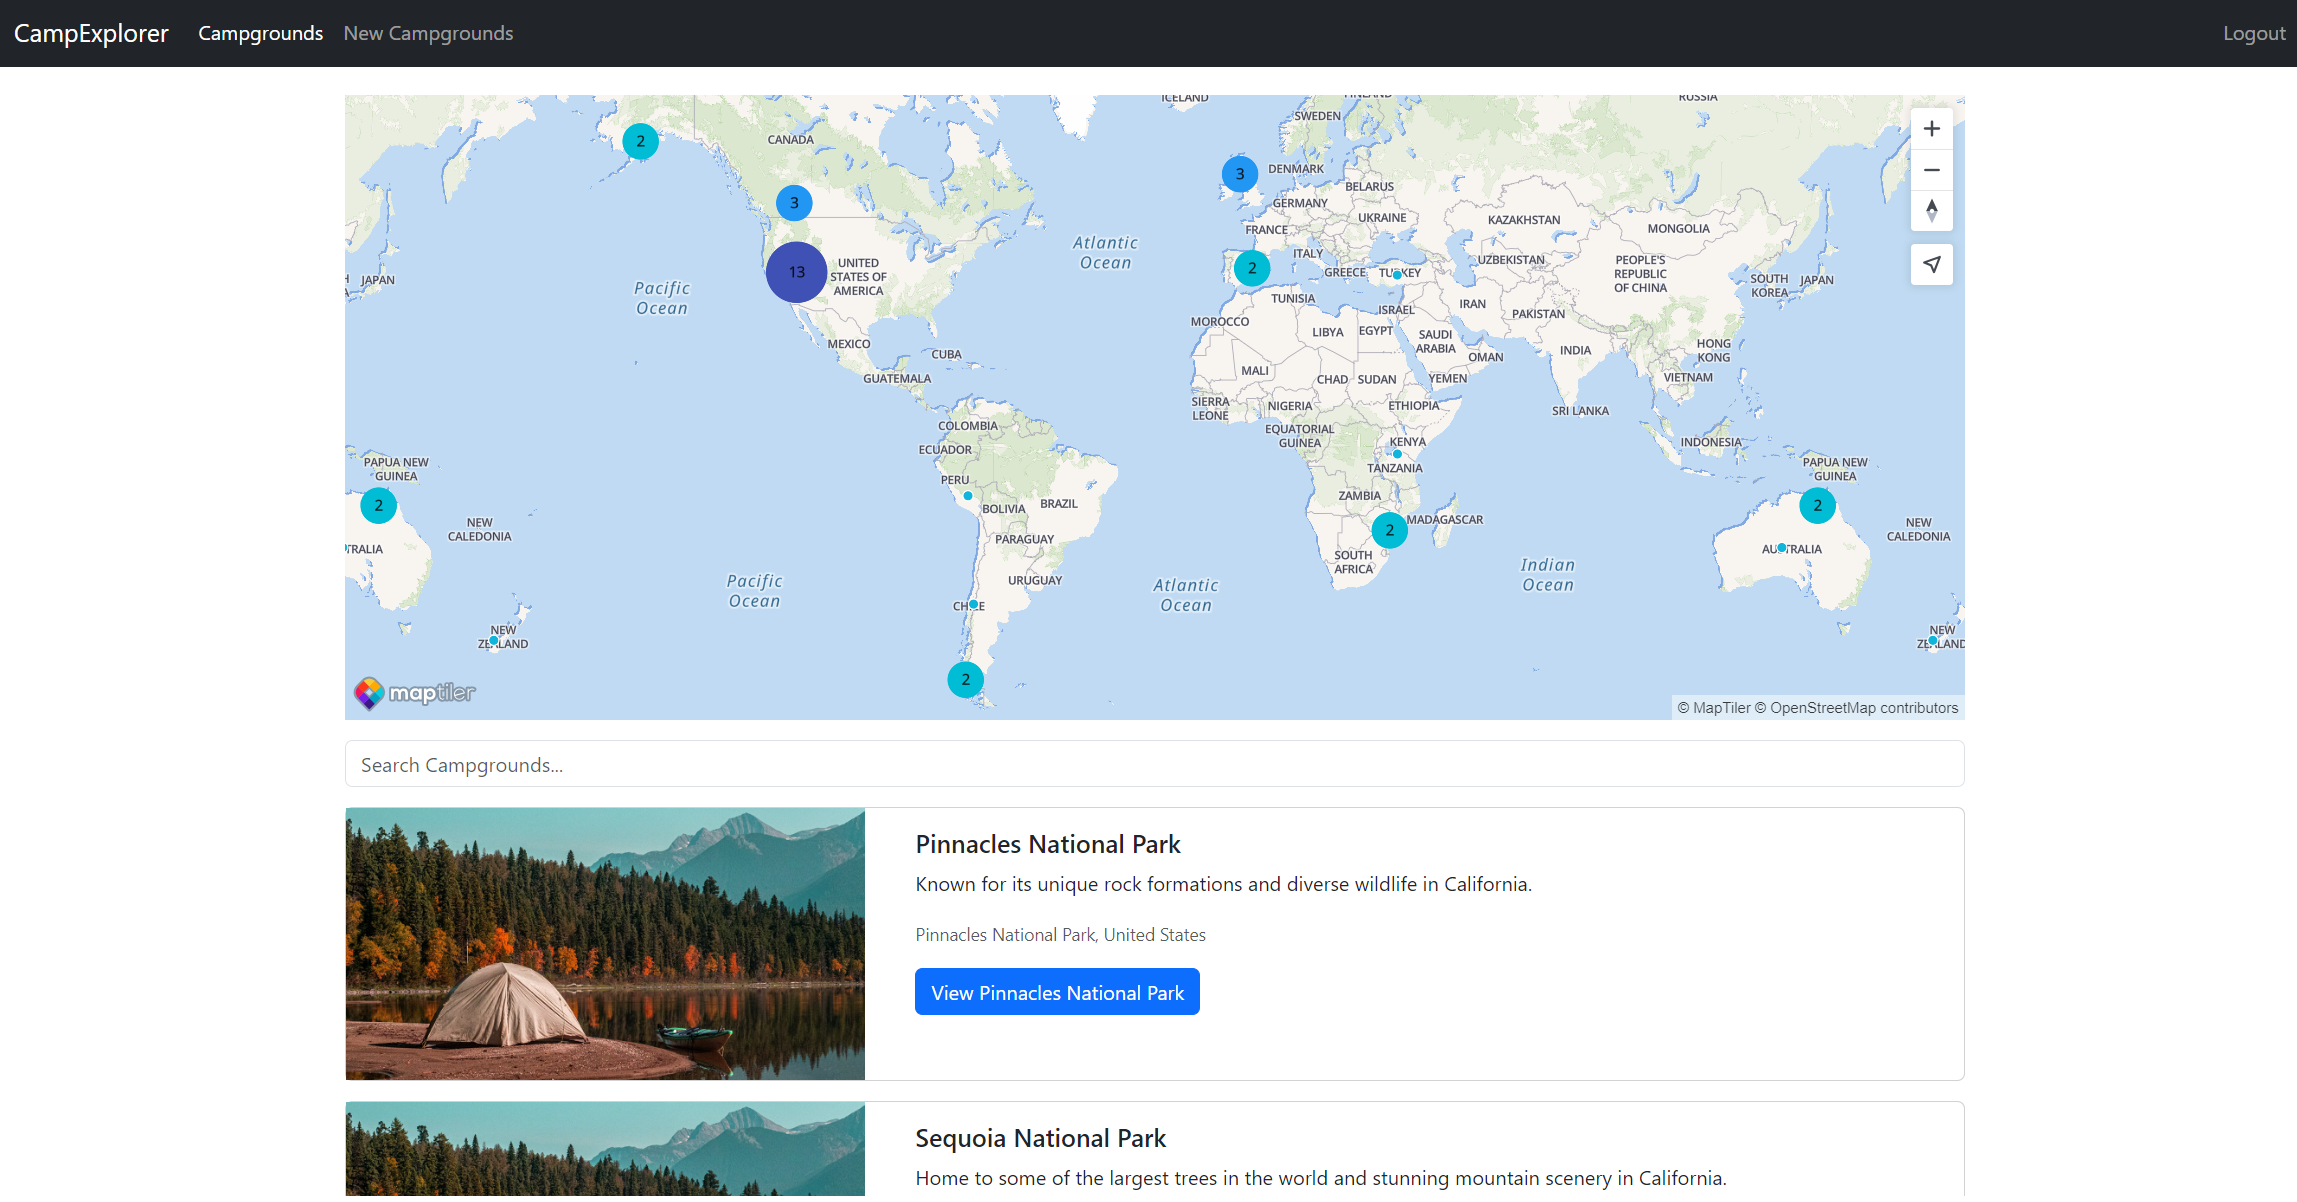 CampExplorer
Campgrounds
New Campgrounds
Logout
ICELAND
RUSSIA
SWEDEN
CANADA
2
DENMARK
3
BELARUS
3
GERMANY
UKRAINE
KAZAKHSTAN
FRANCE
MONGOLIA
Atlantic
Ocean
ITALY
UZBEKISTAN
PEOPLE'S
REPUBLIC
OF CHINA
13
UNITED
STATES OF
AMERICA
2
GREECE
TURKEY
JAPAN
SOUTH
KOREA
JAPAN
Pacific
Ocean
TUNISIA
IRAN
ISRAEL
PAKISTAN
MOROCCO
LIBYA
EGYPT
SAUDI
ARABIA
OMAN
MEXICO
CUBA
INDIA
HONG
KONG
GUATEMALA
MALI
CHAD
SUDAN
YEMEN
VIETNAM
SIERRA
LEONE
NIGERIA
ETHIOPIA
SRI LANKA
COLOMBIA
EQUATORIAL
GUINEA
KENYA
INDONESIA
ECUADOR
TANZANIA
PAPUA NEW
GUINEA
PAPUA NEW
GUINEA
PERU
ZAMBIA
2
BOLIVIA
BRAZIL
2
NEW
CALEDONIA
2
MADAGASCAR
NEW
CALEDONIA
TRALIA
PARAGUAY
SOUTH
AFRICA
AUSTRALIA
Pacific
Ocean
URUGUAY
Atlantic
Ocean
Indian
Ocean
CHILE
NEW
ZEALAND
NEW
ZEALAND
2
maptiler
© MapTiler © OpenStreetMap contributors
Search Campgrounds...
Pinnacles National Park
Known for its unique rock formations and diverse wildlife in California.
Pinnacles National Park, United States
View Pinnacles National Park
Sequoia National Park
Home to some of the largest trees in the world and stunning mountain scenery in California.